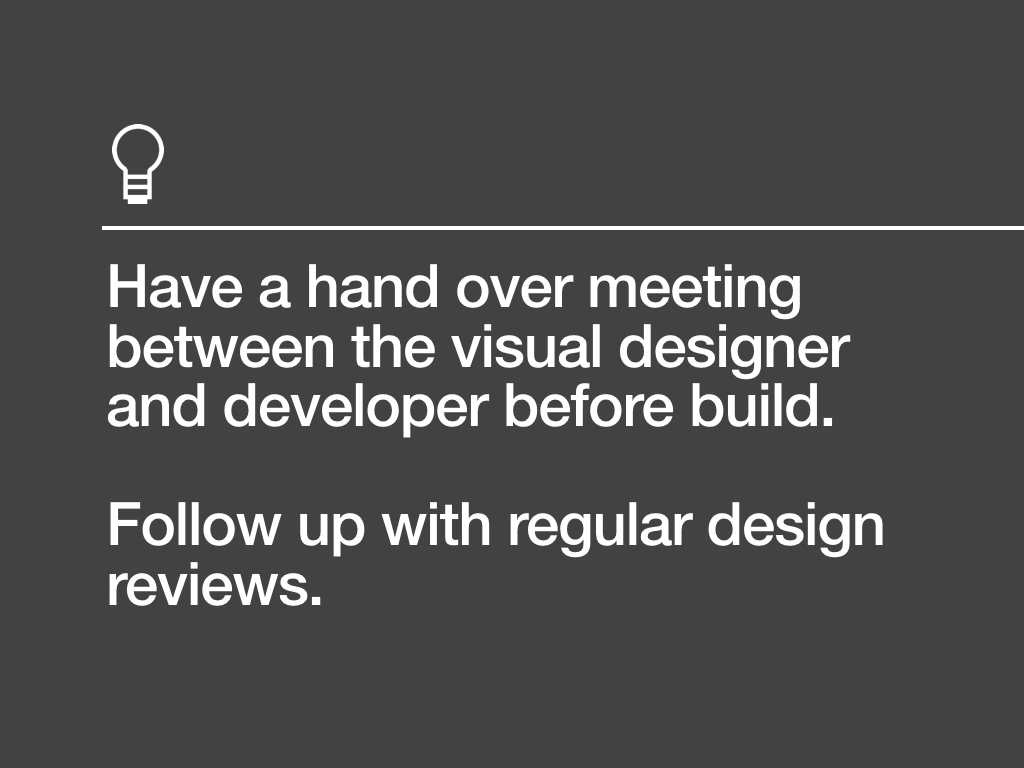 Have a hand over meeting
between the visual designer
and developer before build.
Follow up with regular design
reviews.